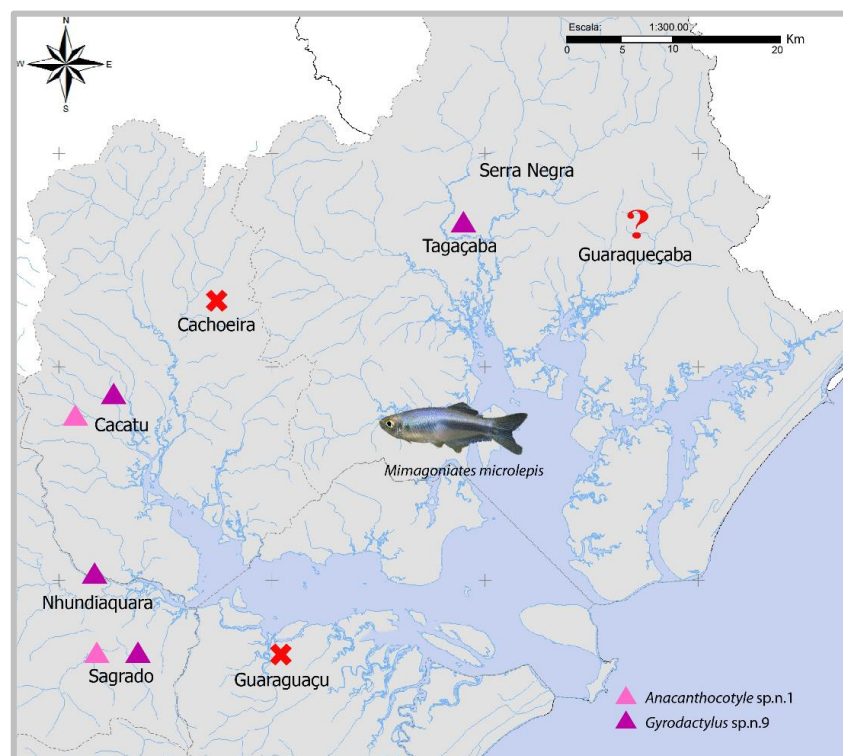 N
W E
S
Escala: 1:300.00
0 5 10 20 Km
Serra Negra
?
Tagaçaba
Guaraqueçaba
Cachoeira
Cacatu
Mimagoniates microlepis
Nhundiaquara
Sagrado
Guaraguaçu
Anacanthocotyle sp.n.1
Gyrodactylus sp.n.9